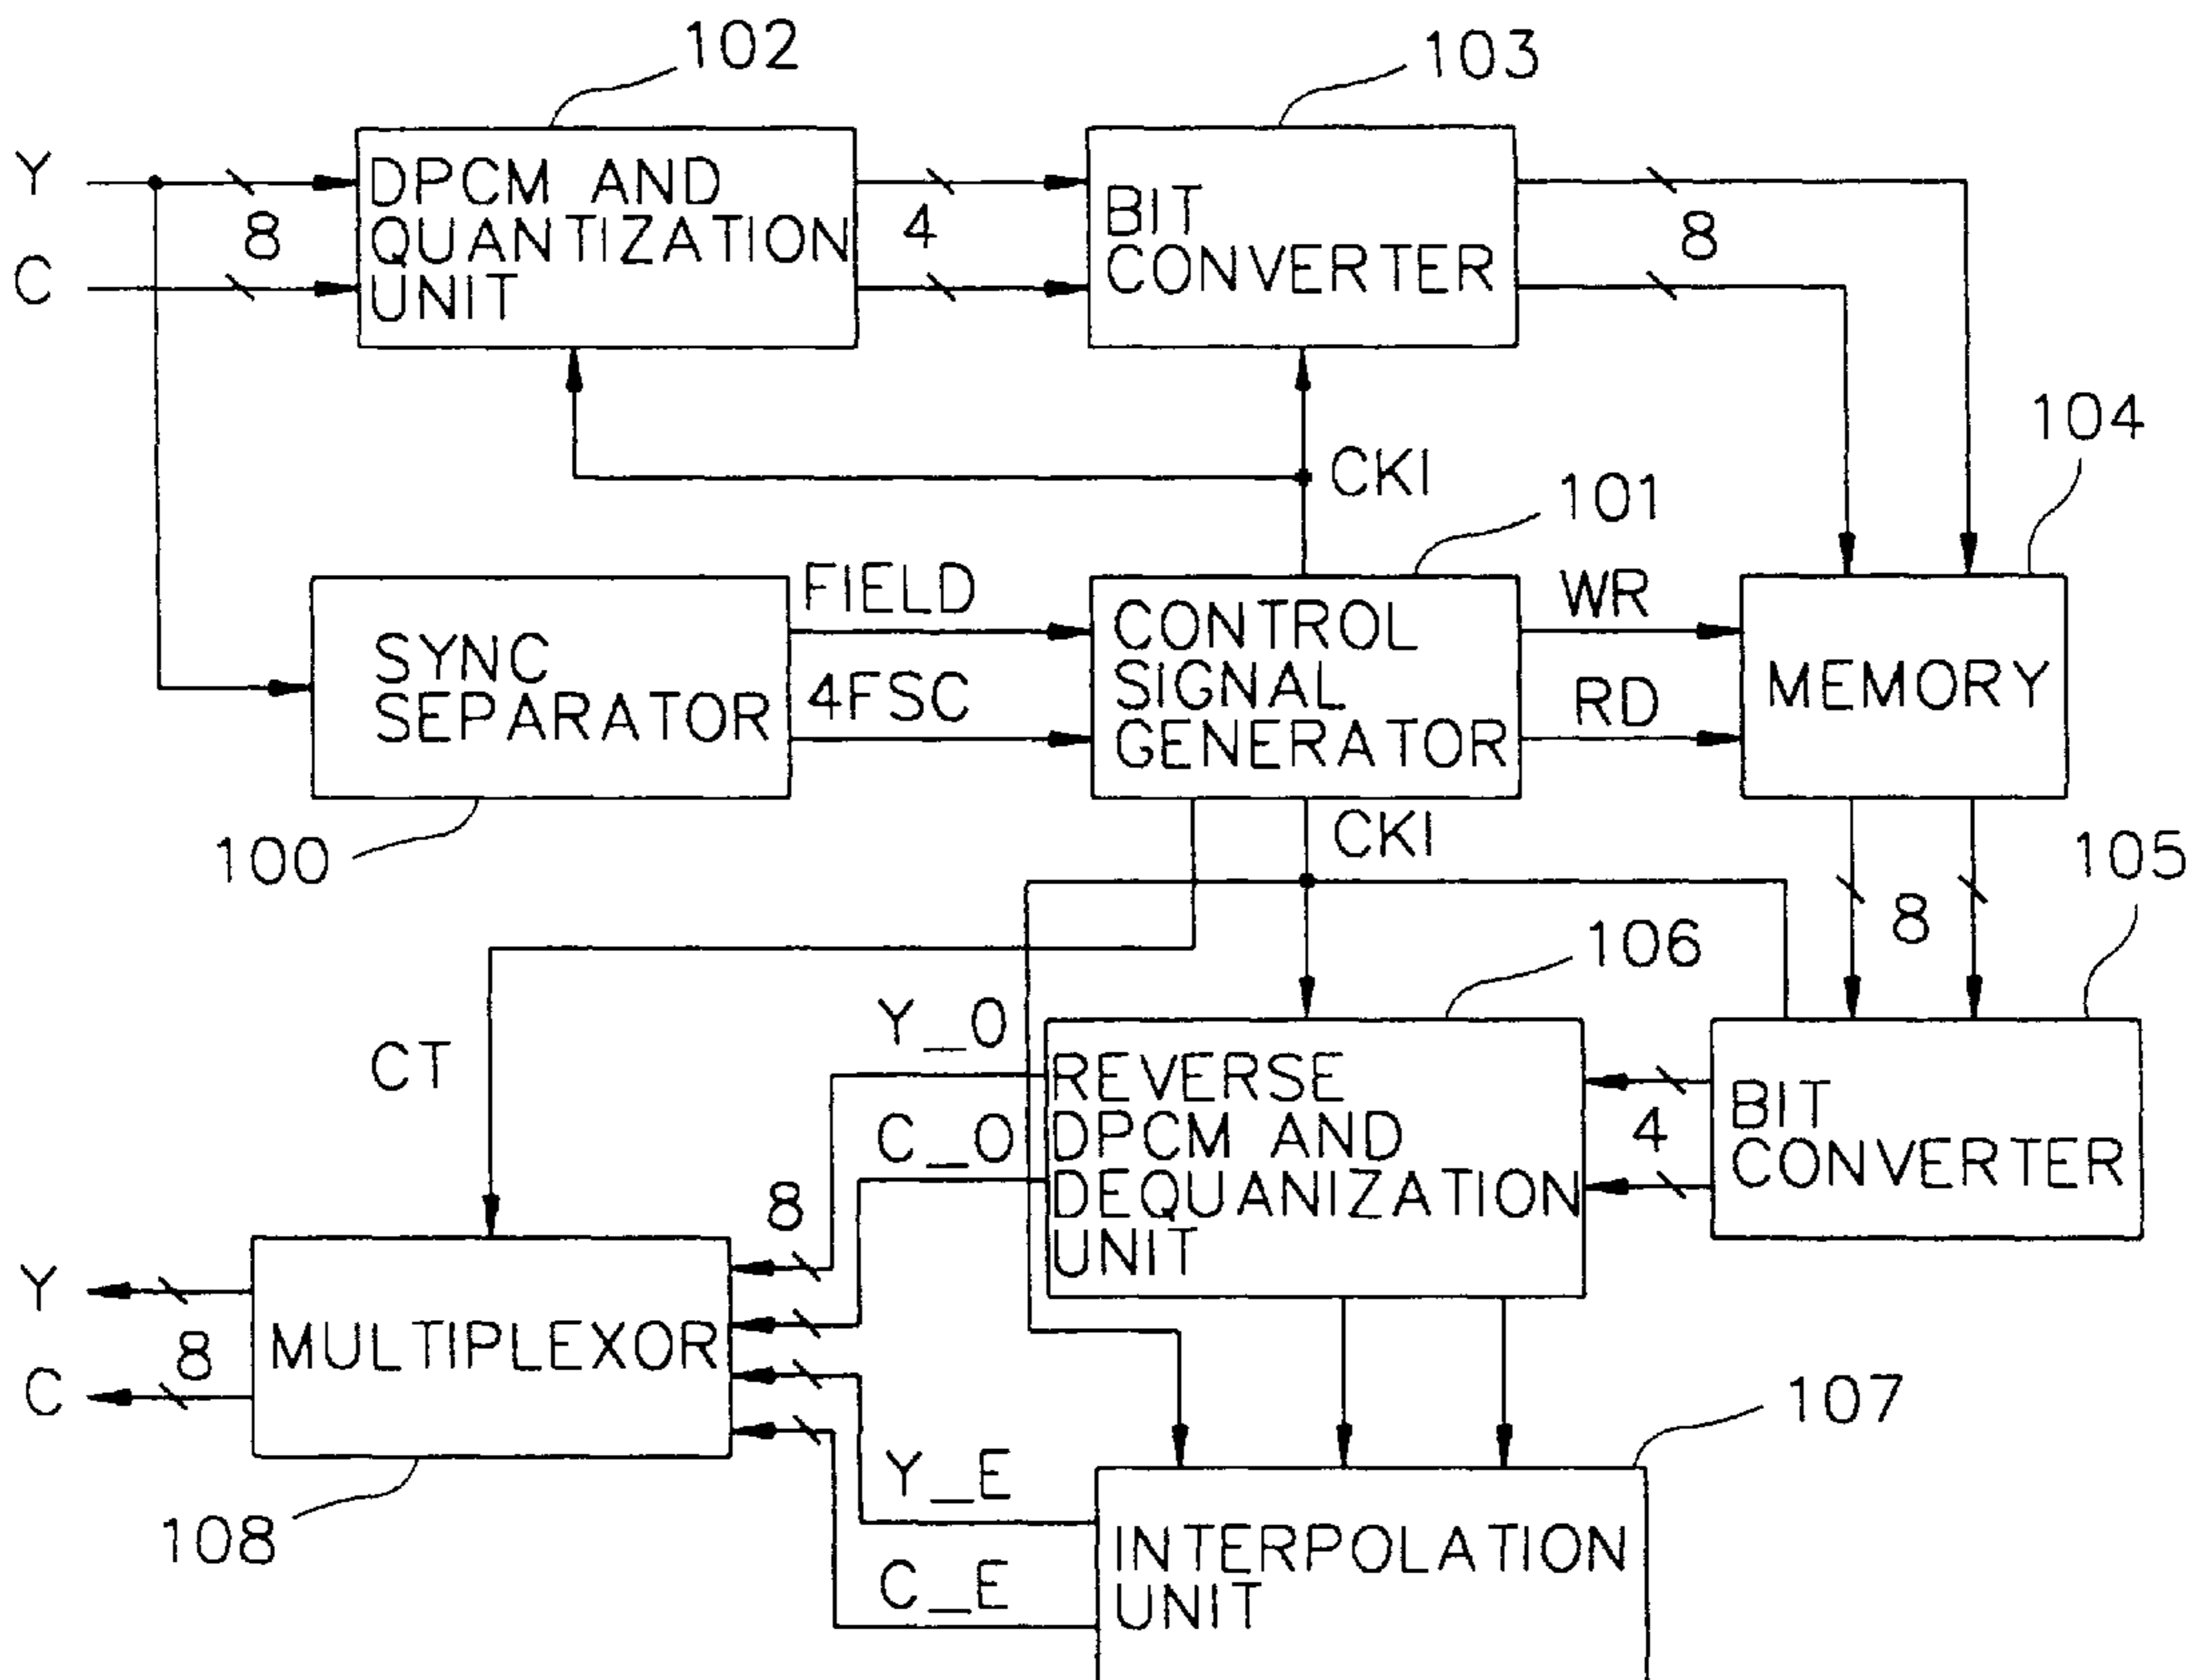 102
103
Y
8
DPCM AND
QUANTIZATION
UNIT
4
BIT
CONVERTER
8
C
104
CKI
101
SYNC
SEPARATOR
FIELD
4FSC
CONTROL
SIGNAL
GENERATOR
WR
RD
MEMORY
100
CKI
105
8
106
CT
Y_O
C_O
REVERSE
DPCM AND
DEQUANIZATION
UNIT
4
BIT
CONVERTER
8
Y
8
C
MULTIPLEXOR
107
108
Y_E
C_E
INTERPOLATION
UNIT